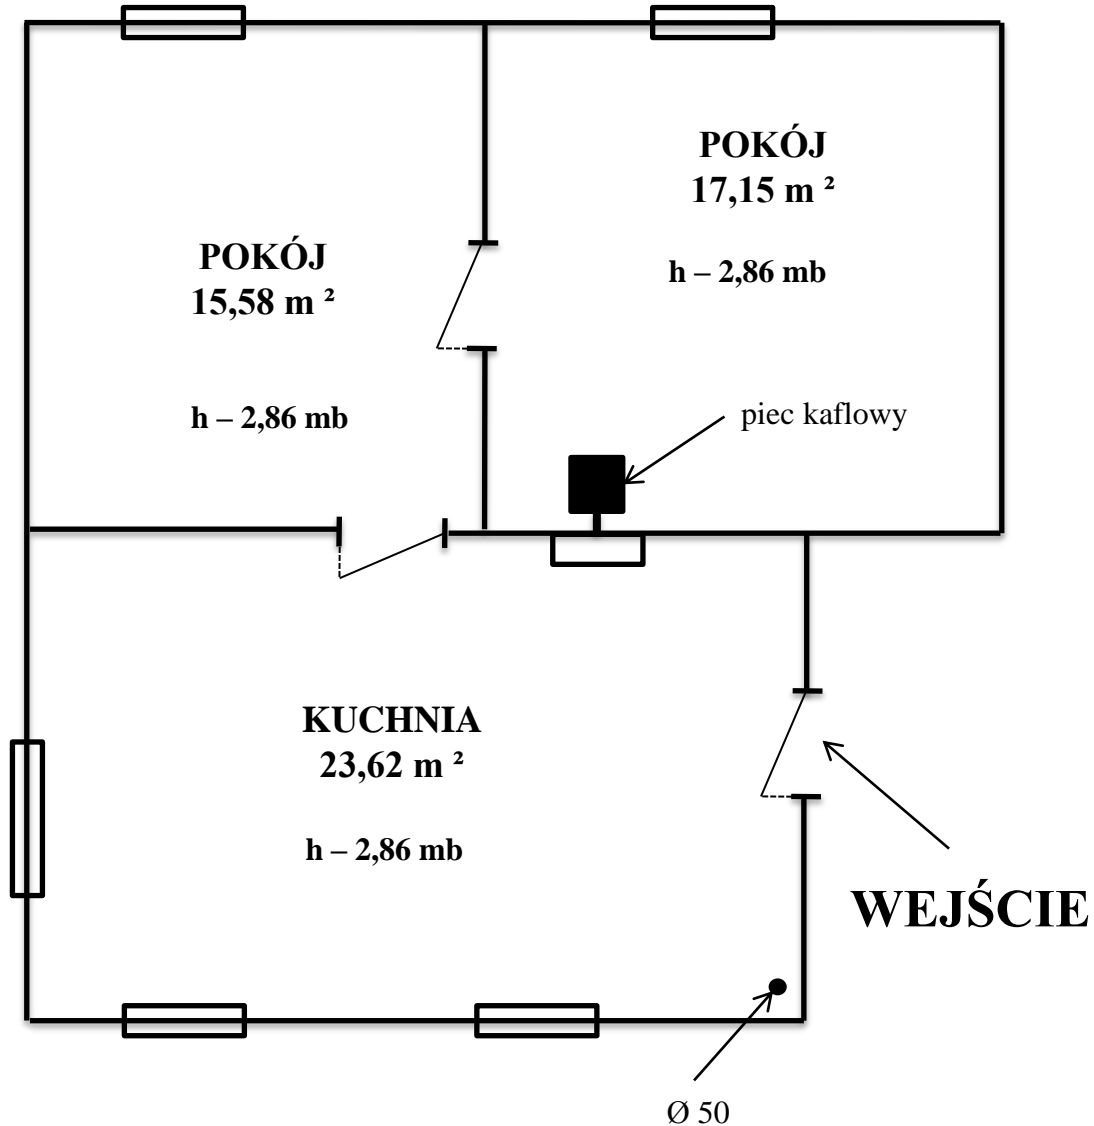 POKÓJ
17,15 m ²
h – 2,86 mb
POKÓJ
15,58 m ²
h – 2,86 mb
piec kaflowy
KUCHNIA
23,62 m ²
h – 2,86 mb
WEJŚCIE
Ø 50